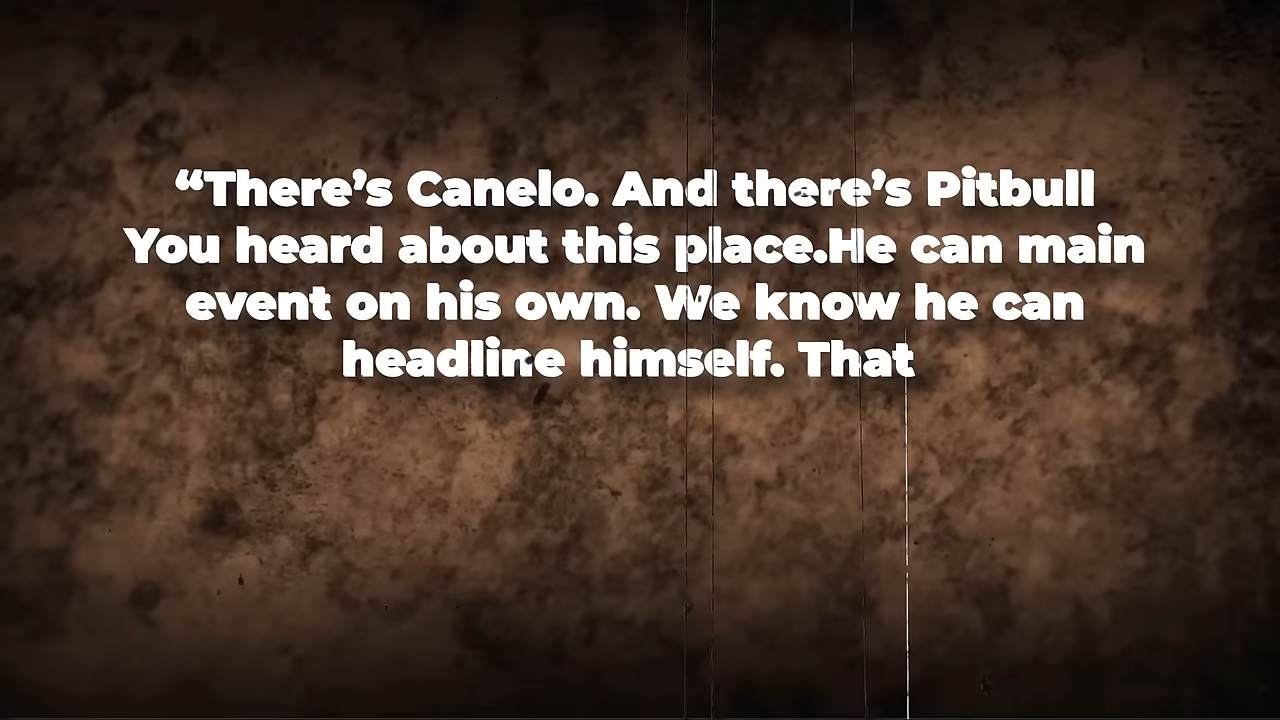 “There’s Canelo. And there’s Pitbull
You heard about this place.He can main
event on his own. We know he can
headline himself. That